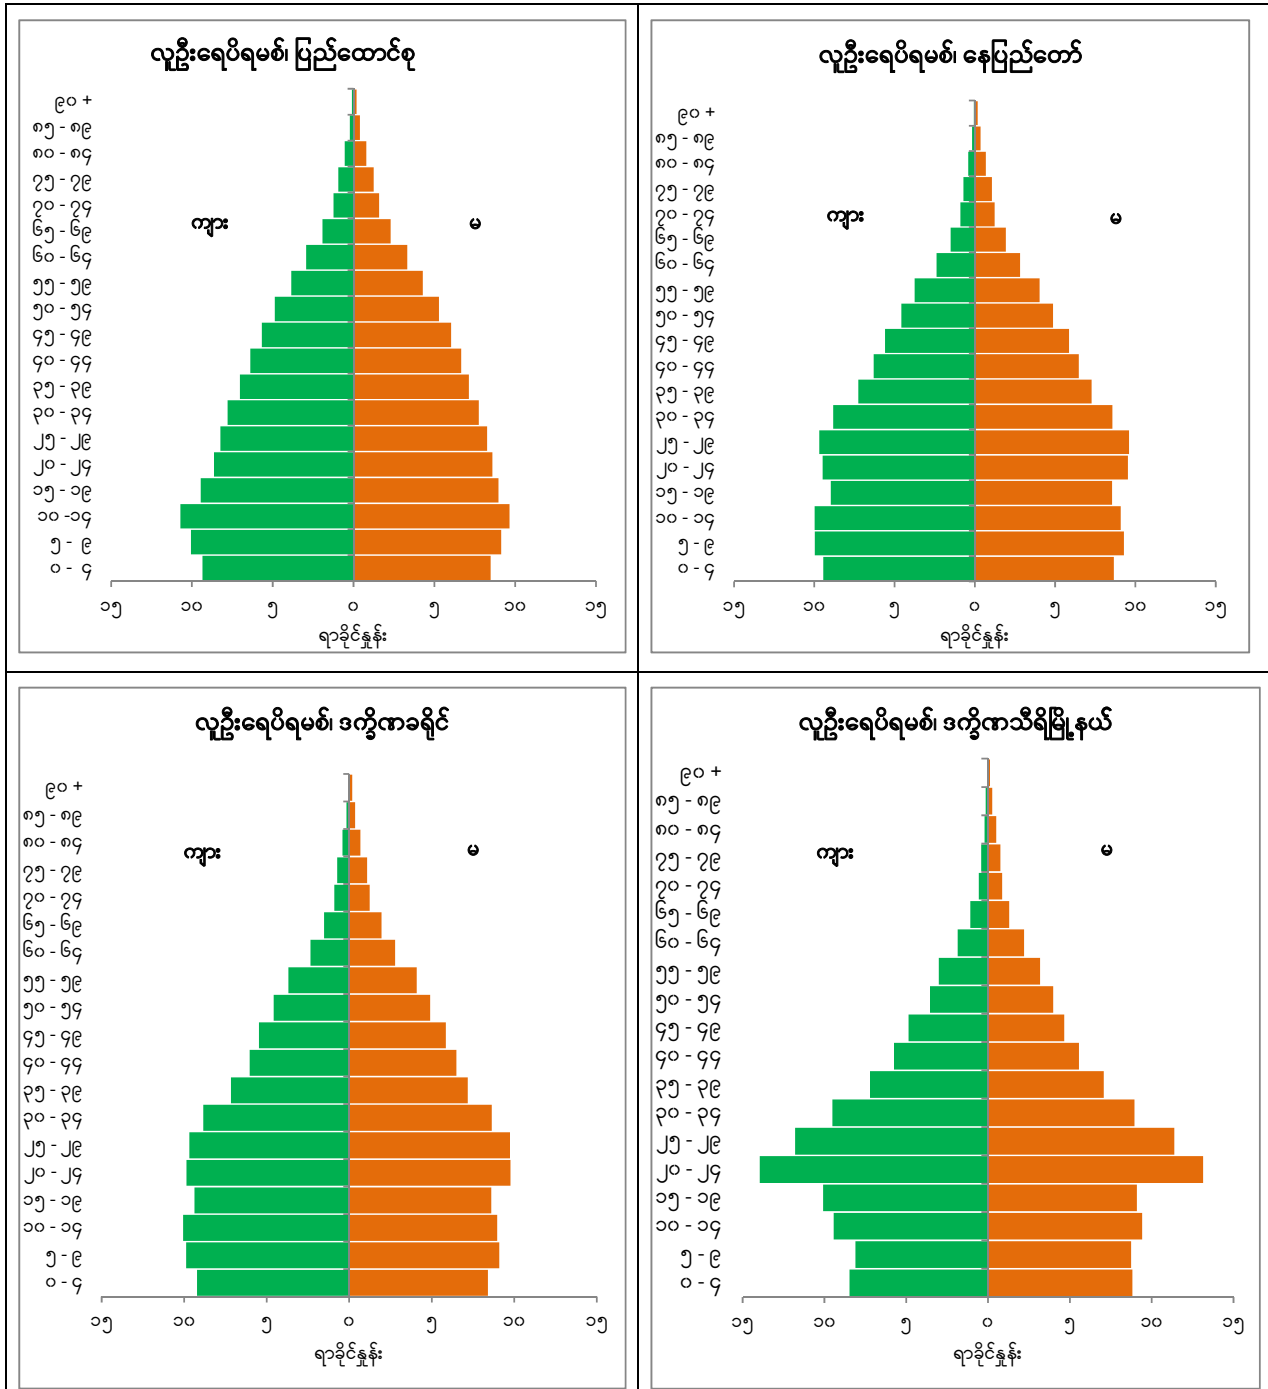 လူဦးရေပိရမစ်၊ ပြည်ထောင်စု
၉၀ +
၈၅ - ၈၉
၈၀ - ၈၄
၇၅ - ၇၉
၇၀ - ၇၄
၆၅ - ၆၉
၆၀ - ၆၄
၅၅ - ၅၉
၅၀ - ၅၄
၄၅ - ၄၉
၄၀ - ၄၄
၃၅ - ၃၉
၃၀ - ၃၄
၂၅ - ၂၉
၂၀ - ၂၄
၁၅ - ၁၉
၁၀ -၁၄
၅ - ၉
၀ - ၄
ကျား မ
၁၅ ၁၀ ၅ ၀ ၅ ၁၀ ၁၅
ရာခိုင်နှုန်း
လူဦးရေပိရမစ်၊ နေပြည်တော်
၉၀ +
၈၅ - ၈၉
၈၀ - ၈၄
၇၅ - ၇၉
၇၀ - ၇၄
၆၅ - ၆၉
၆၀ - ၆၄
၅၅ - ၅၉
၅၀ - ၅၄
၄၅ - ၄၉
၄၀ - ၄၄
၃၅ - ၃၉
၃၀ - ၃၄
၂၅ - ၂၉
၂၀ - ၂၄
၁၅ - ၁၉
၁၀ - ၁၄
၅ - ၉
၀ - ၄
ကျား မ
၁၅ ၁၀ ၅ ၀ ၅ ၁၀ ၁၅
ရာခိုင်နှုန်း
လူဦးရေပိရမစ်၊ ဒက္ခိဏခရိုင်
၉၀ +
၈၅ - ၈၉
၈၀ - ၈၄
၇၅ - ၇၉
၇၀ - ၇၄
၆၅ - ၆၉
၆၀ - ၆၄
၅၅ - ၅၉
၅၀ - ၅၄
၄၅ - ၄၉
၄၀ - ၄၄
၃၅ - ၃၉
၃၀ - ၃၄
၂၅ - ၂၉
၂၀ - ၂၄
၁၅ - ၁၉
၁၀ - ၁၄
၅ - ၉
၀ - ၄
ကျား မ
၁၅ ၁၀ ၅ ၀ ၅ ၁၀ ၁၅
ရာခိုင်နှုန်း
လူဦးရေပိရမစ်၊ ဒက္ခိဏသီရိမြို့နယ်
၉၀ +
၈၅ - ၈၉
၈၀ - ၈၄
၇၅ - ၇၉
၇၀ - ၇၄
၆၅ - ၆၉
၆၀ - ၆၄
၅၅ - ၅၉
၅၀ - ၅၄
၄၅ - ၄၉
၄၀ - ၄၄
၃၅ - ၃၉
၃၀ - ၃၄
၂၅ - ၂၉
၂၀ - ၂၄
၁၅ - ၁၉
၁၀ - ၁၄
၅ - ၉
၀ - ၄
ကျား မ
၁၅ ၁၀ ၅ ၀ ၅ ၁၀ ၁၅
ရာခိုင်နှုန်း